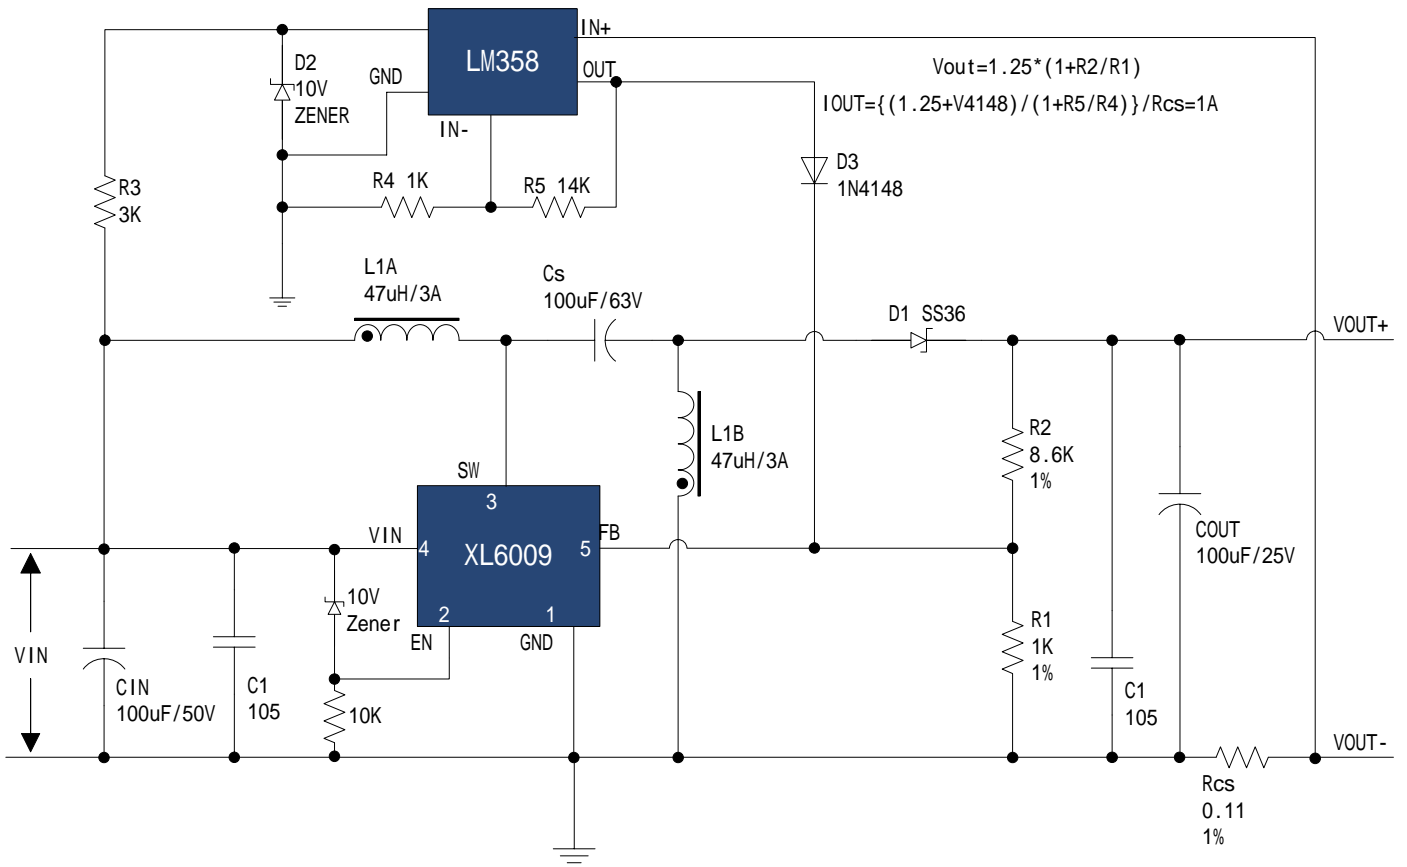 IN+
LM358
OUT
GND
IN-
D2
10V
ZENER
Vout=1.25*(1+R2/R1)
IOUT={(1.25+V4148)/(1+R5/R4)}/Rcs=1A
R3
3K
R4 1K
R5 14K
D3
1N4148
L1A
47uH/3A
Cs
100uF/63V
D1 SS36
VOUT+
L1B
47uH/3A
R2
8.6K
1%
SW
3
VIN
4
XL6009
5
FB
2
1
EN
GND
COUT
100uF/25V
10V
Zener
VIN
CIN
100uF/50V
C1
105
10K
R1
1K
1%
C1
105
VOUT-
Rcs
0.11
1%